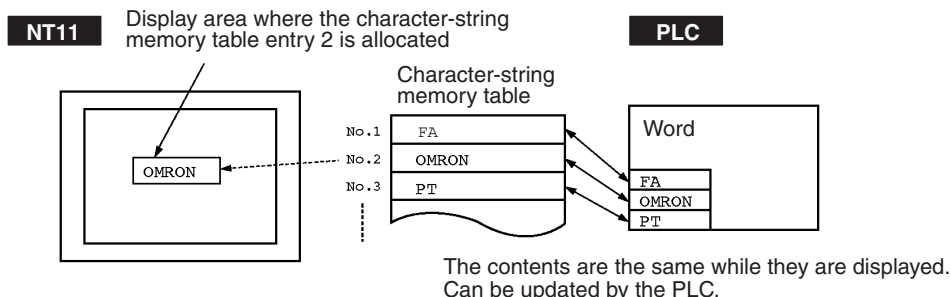 NT11
Display area where the character-string
memory table entry 2 is allocated
PLC
Character-string
memory table
No.1 FA
No.2 OMRON
No.3 PT
OMRON
Word
FA
OMRON
PT
The contents are the same while they are displayed.
Can be updated by the PLC.